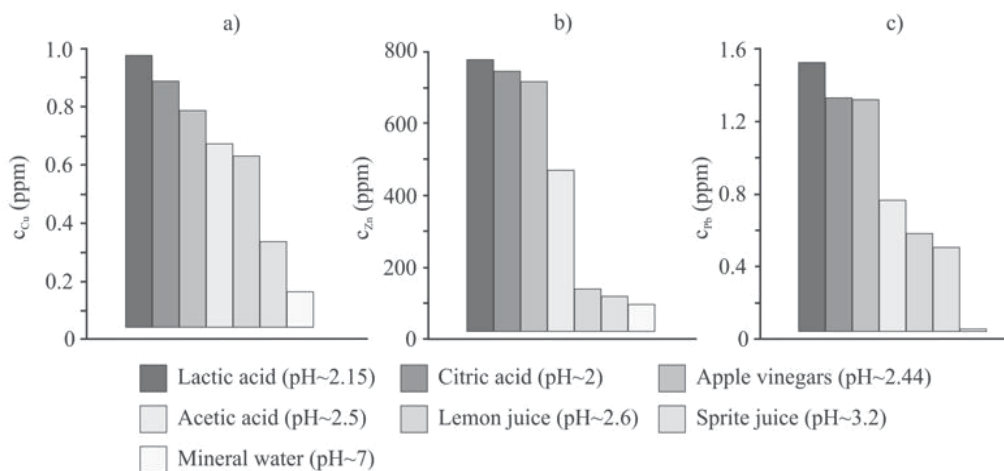 a)
b)
c)
1.0
0.8
0.6
0.4
0.2
0
c_Cu (ppm)
800
600
400
200
0
c_Zn (ppm)
1.6
1.2
0.8
0.4
0
c_Pb (ppm)
Lactic acid (pH~2.15)
Citric acid (pH~2)
Apple vinegars (pH~2.44)
Acetic acid (pH~2.5)
Lemon juice (pH~2.6)
Sprite juice (pH~3.2)
Mineral water (pH~7)